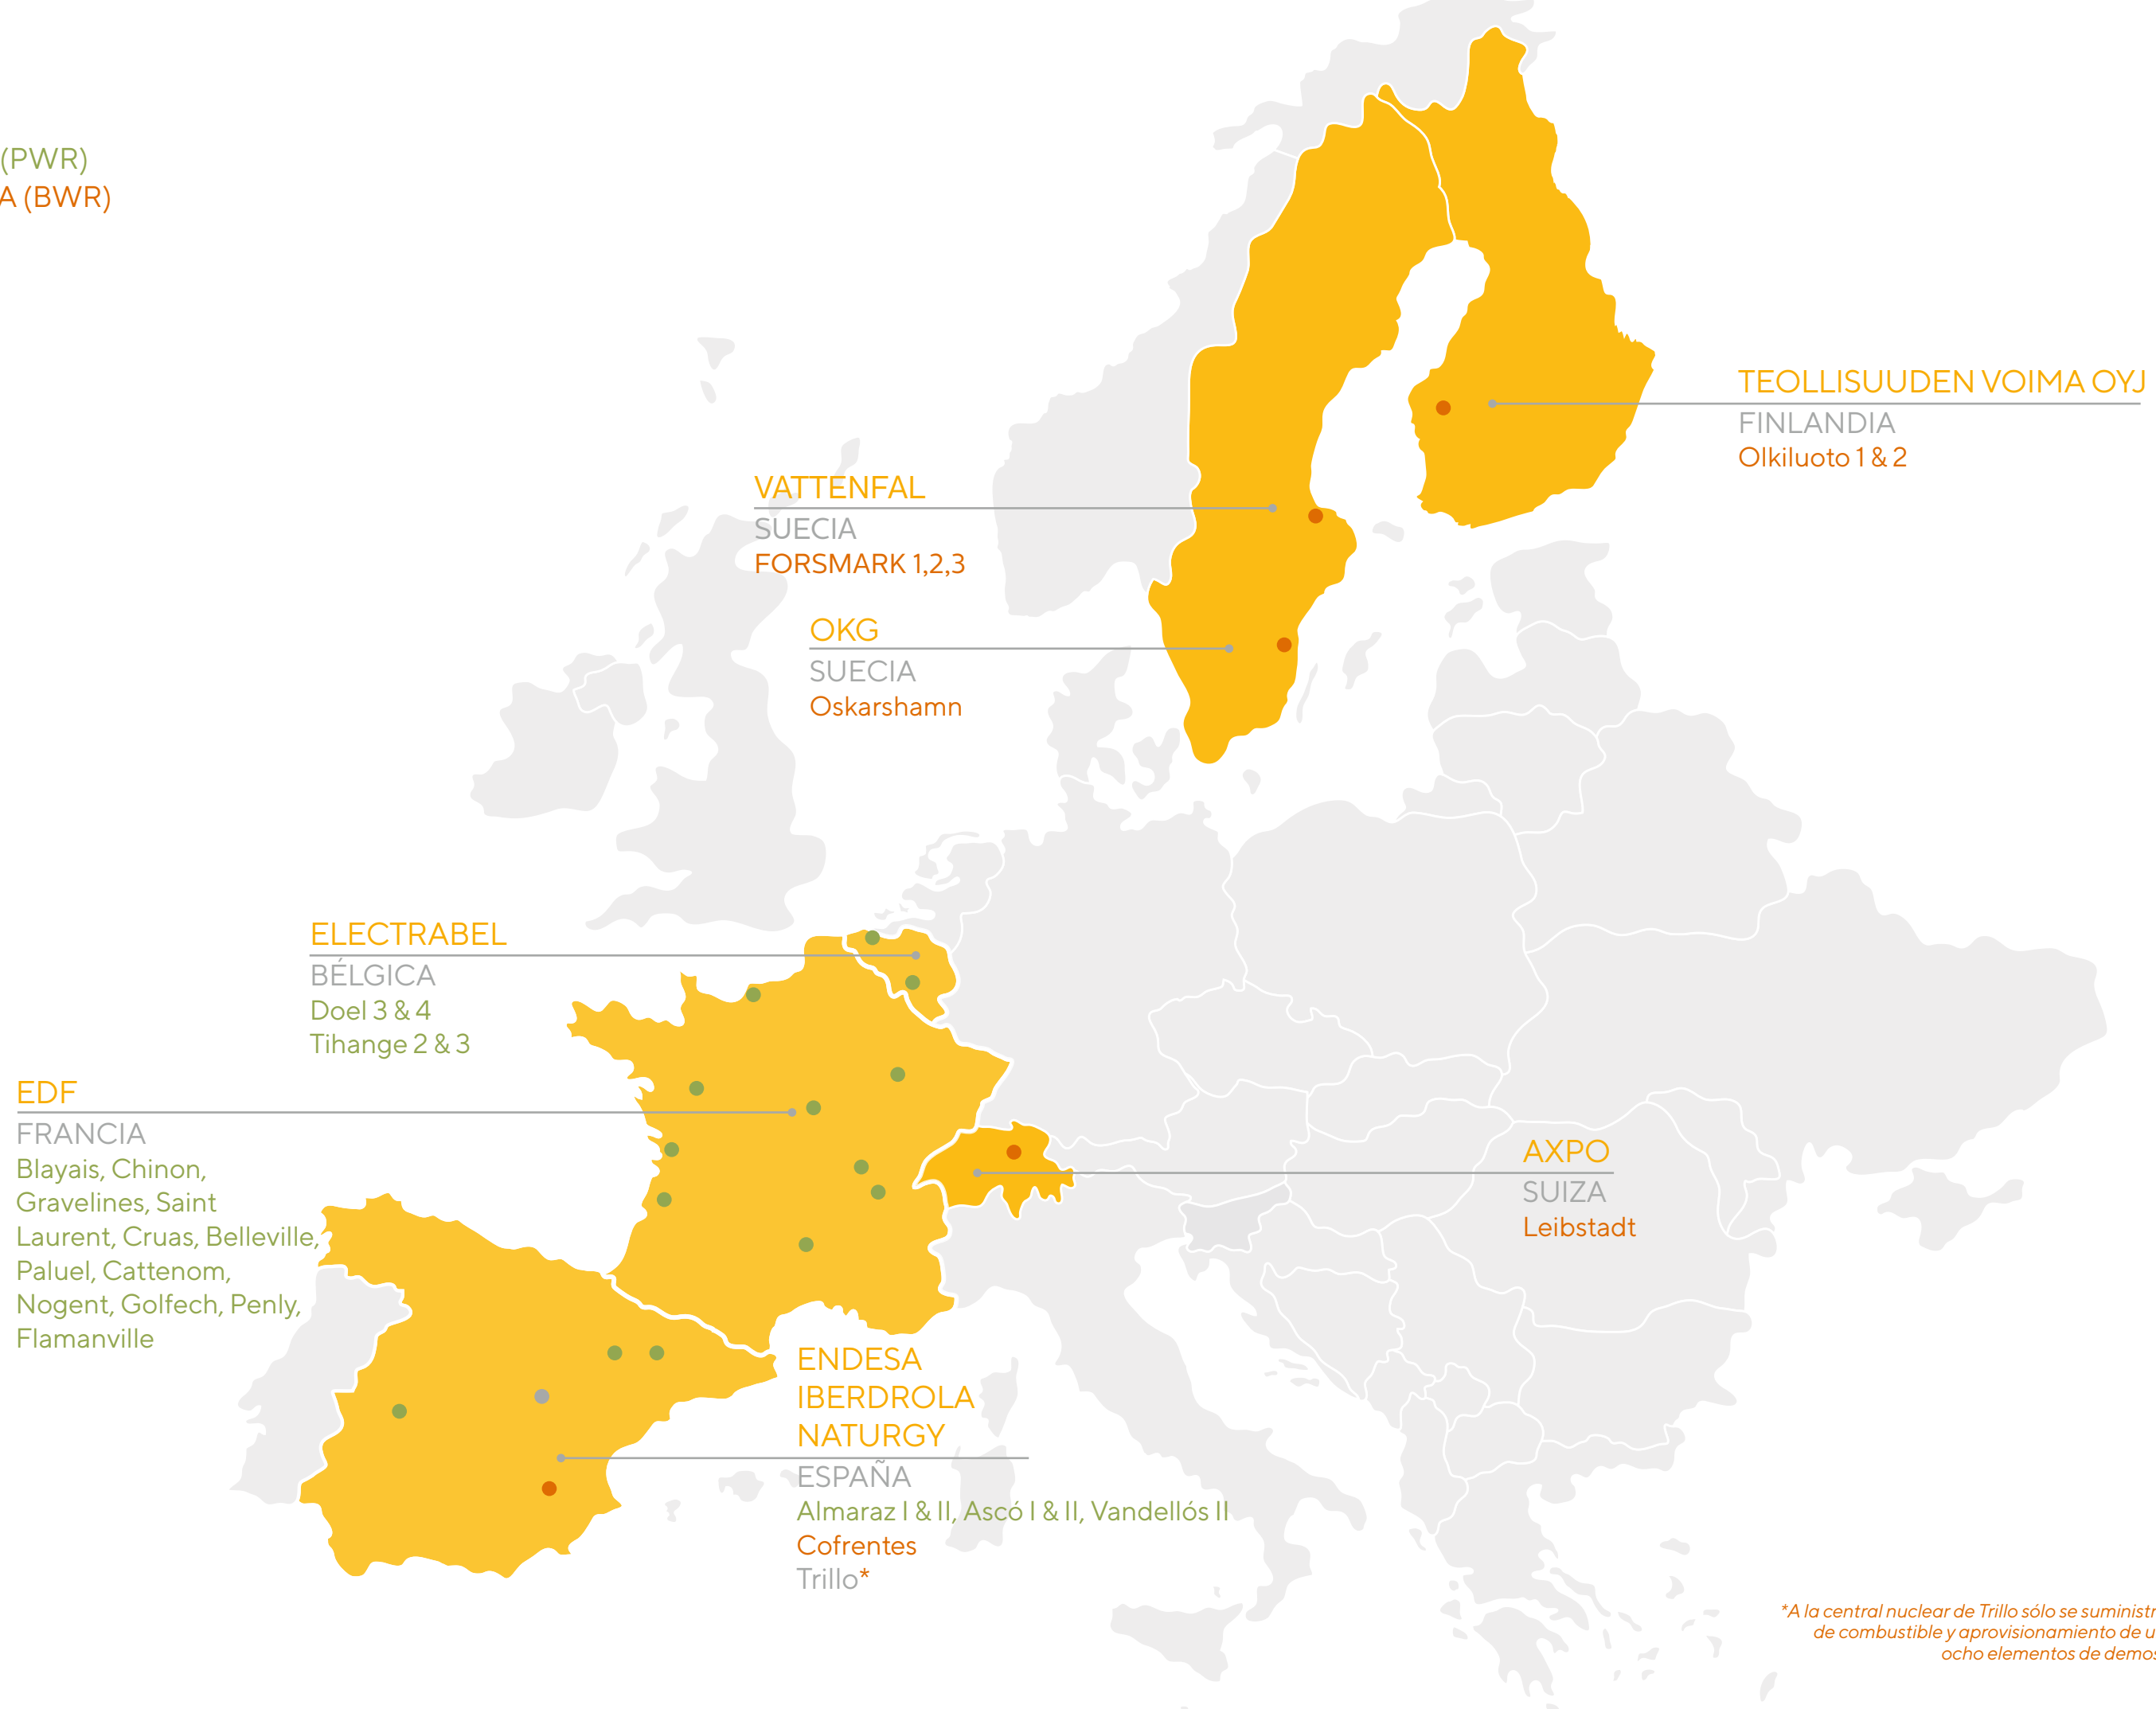 (PWR)
A (BWR)
TEOLLISUUDEN VOIMA OYJ
FINLANDIA
Olkiluoto 1 & 2
VATTENFAL
SUECIA
FORSMARK 1,2,3
OKG
SUECIA
Oskarshamn
ELECTRABEL
BÉLGICA
Doel 3 & 4
Tihange 2 & 3
EDF
FRANCIA
Blayais, Chinon,
Gravelines, Saint
Laurent, Cruas, Belleville,
Paluel, Cattenom,
Nogent, Golfech, Penly,
Flamanville
AXPO
SUIZA
Leibstadt
ENDESA
IBERDROLA
NATURGY
ESPAÑA
Almaraz I & II, Ascó I & II, Vandellós II
Cofrentes
Trillo*
*A la central nuclear de Trillo sólo se suministr
de combustible y aprovisionamiento de u
ocho elementos de demos